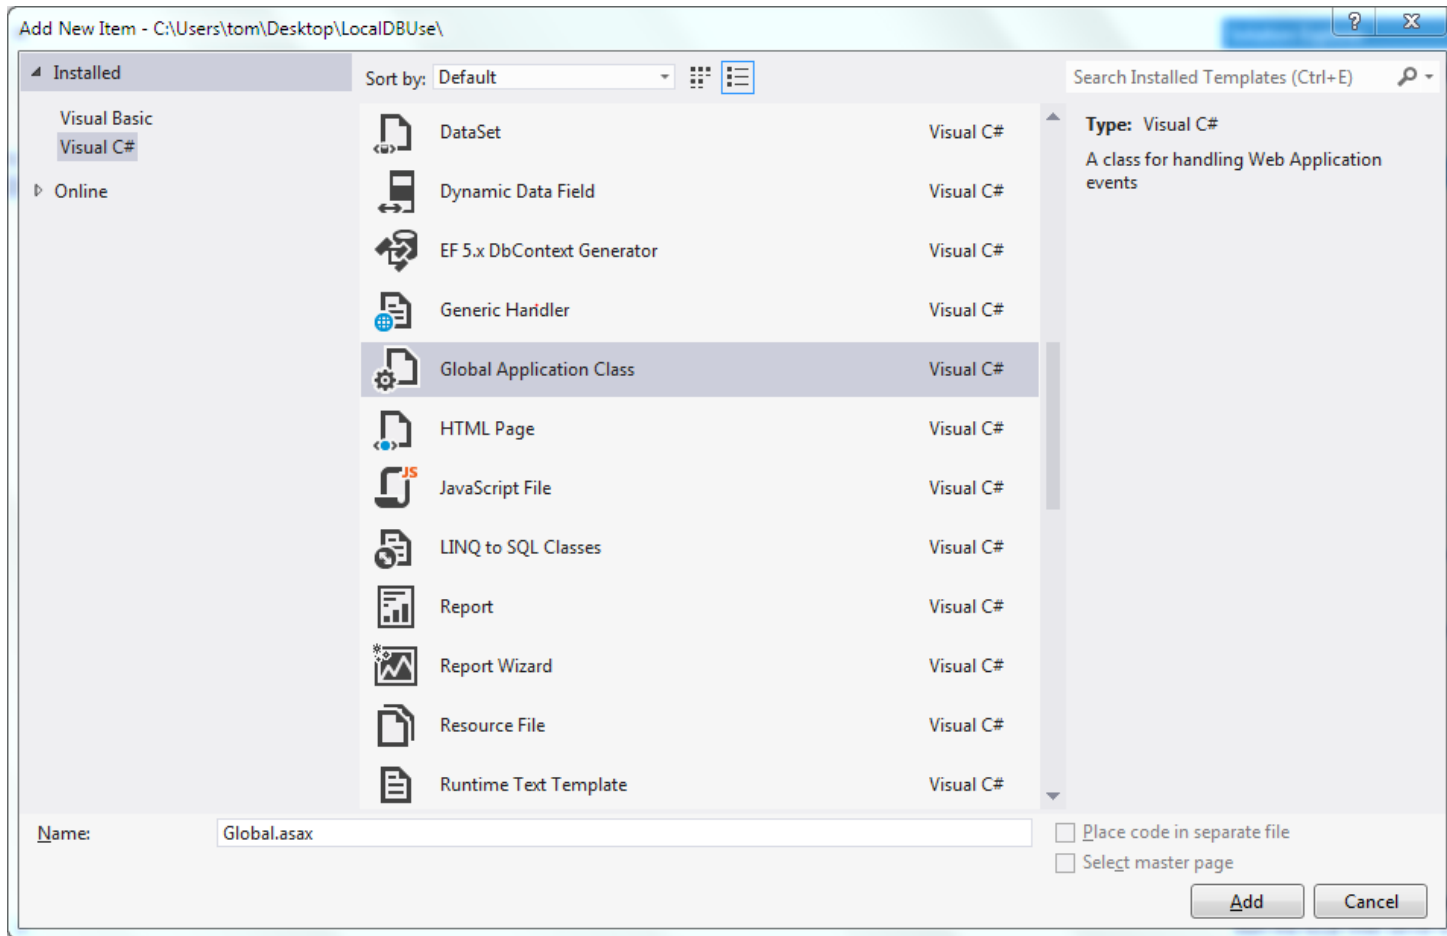 Add New Item - C:\Users\tom\Desktop\LocalDBUse\
Installed
Visual Basic
Visual C#
Online
Sort by: Default
Search Installed Templates (Ctrl+E)
DataSet Visual C#
Dynamic Data Field Visual C#
EF 5.x DbContext Generator Visual C#
Generic Handler Visual C#
Global Application Class Visual C#
HTML Page Visual C#
JS
JavaScript File Visual C#
LINQ to SQL Classes Visual C#
Report Visual C#
Report Wizard Visual C#
Resource File Visual C#
Runtime Text Template Visual C#
Type: Visual C#
A class for handling Web Application
events
Name: Global.asax
Place code in separate file
Select master page
Add Cancel